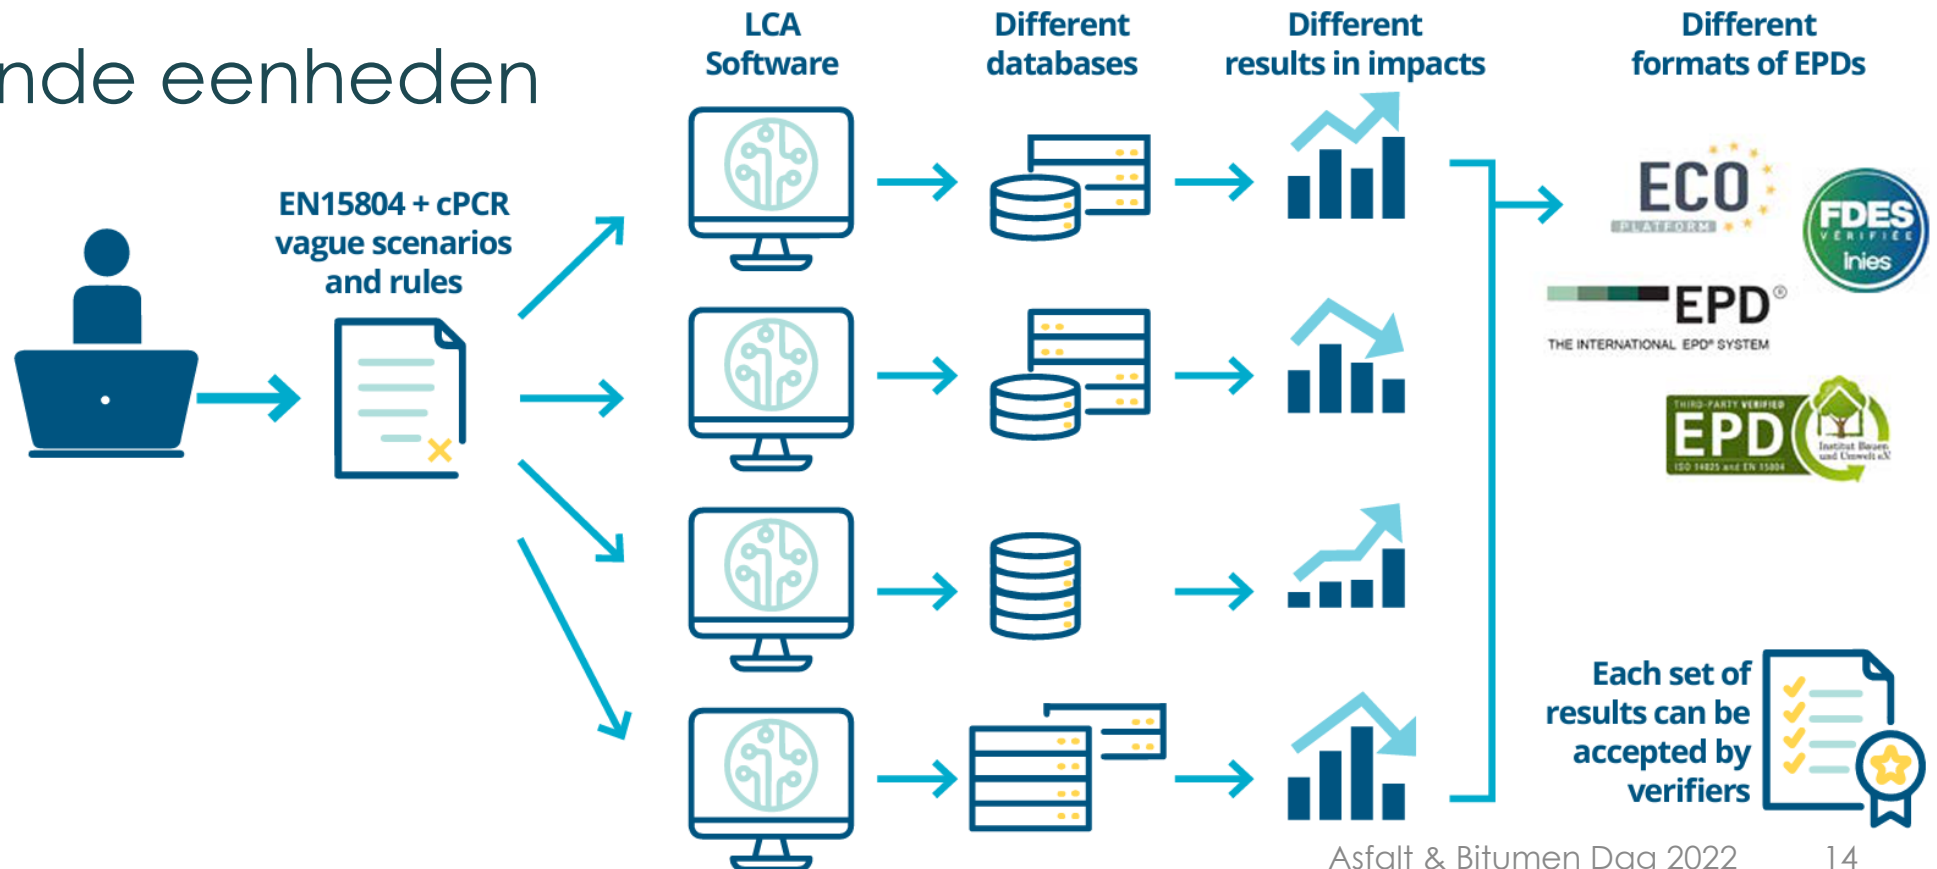 nde eenheden
EN15804 + cPCR
vague scenarios
and rules
LCA
Software
Different
databases
Different
results in impacts
Different
formats of EPDs
ECO
PLATFORM
FDES
VÉRIFIÉE
inies
EPD®
THE INTERNATIONAL EPD® SYSTEM
THIRD-PARTY VERIFIED
EPD
ISO 14025 and EN 15804
Institut Bauen
und Umwelt e.V.
Each set of
results can be
accepted by
verifiers
Asfalt & Bitumen Dag 2022
14